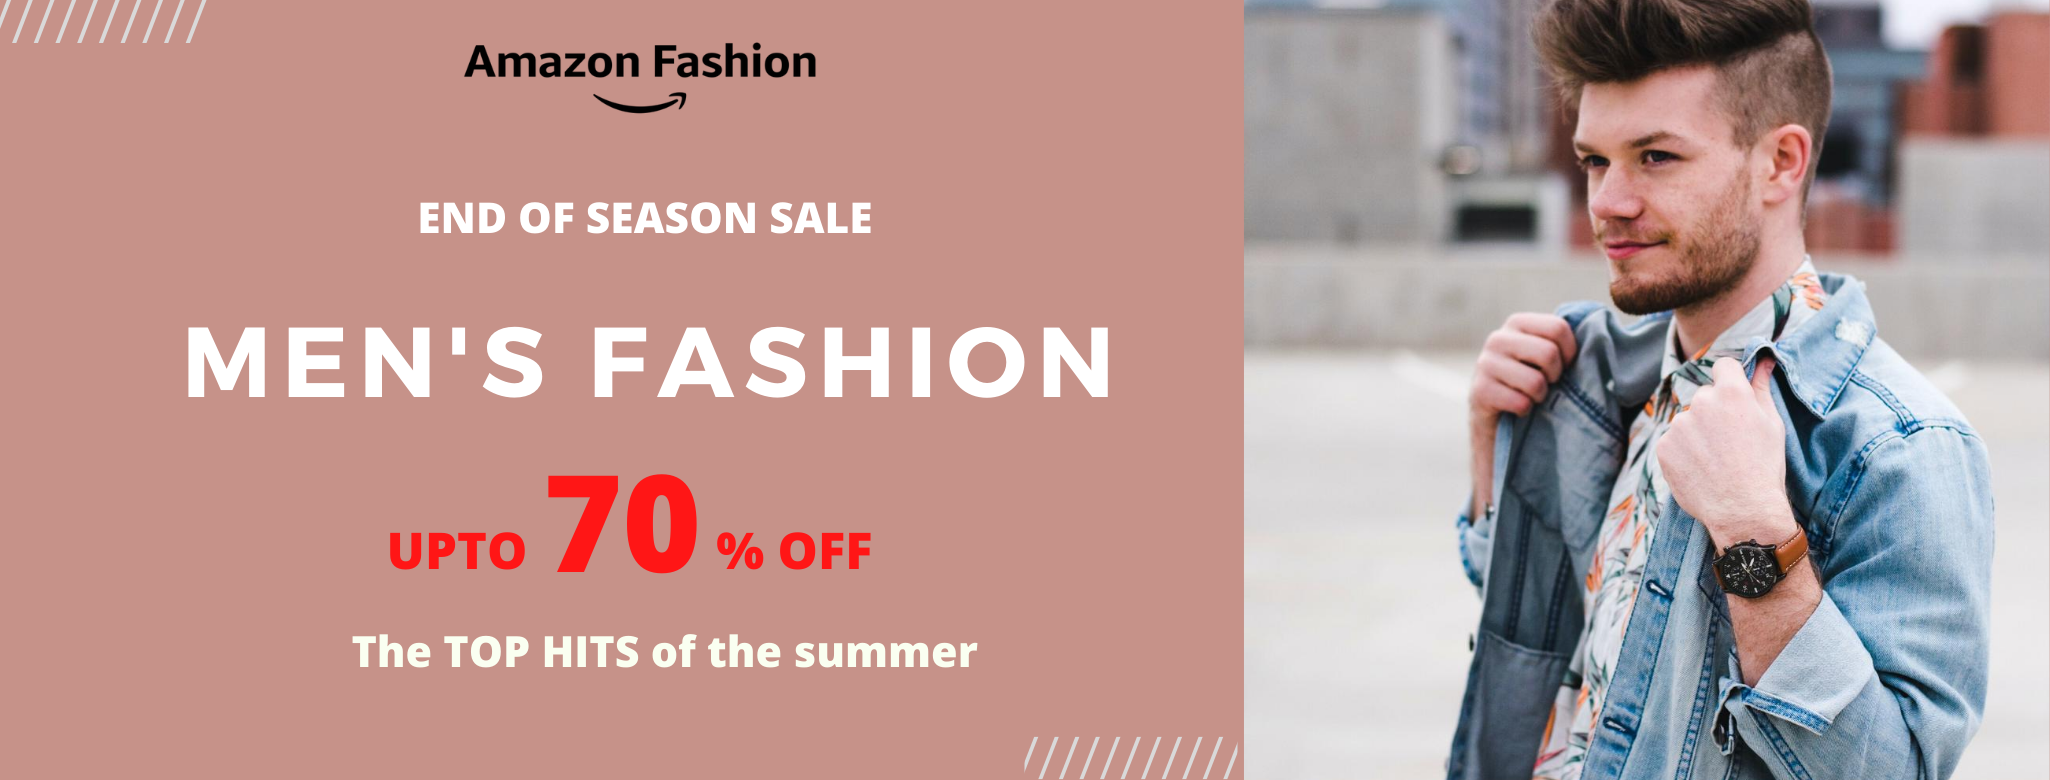 Amazon Fashion
END OF SEASON SALE
MEN'S FASHION
UPTO 70 % OFF
The TOP HITS of the summer